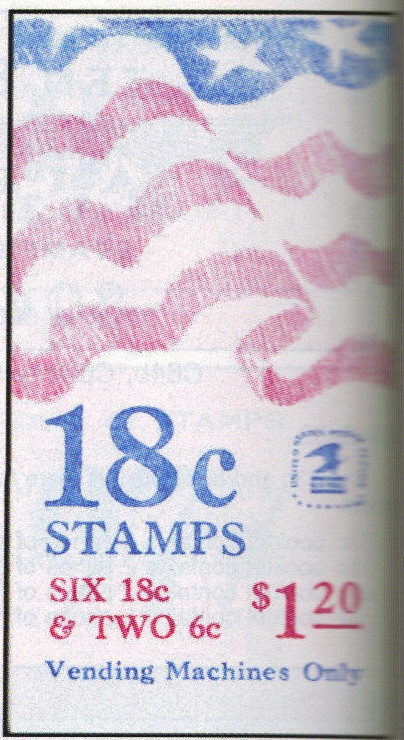 18c
STAMPS
SIX 18c $1 20
& TWO 6c
Vending Machines Only